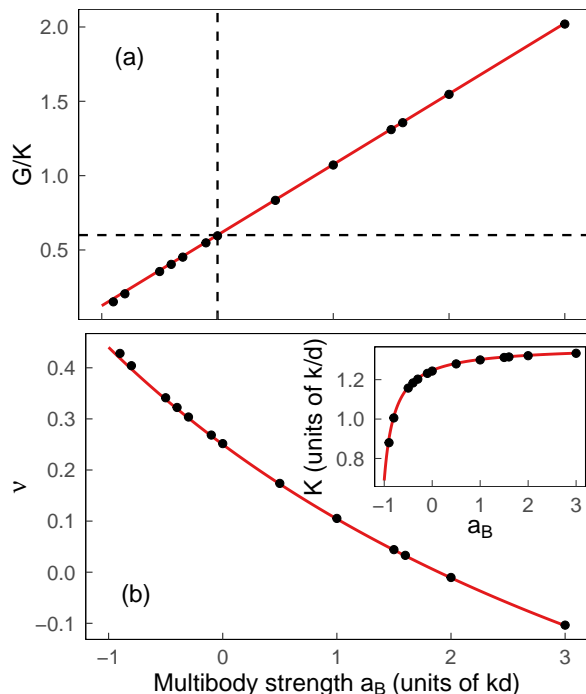 2.0
(a)
1.5
G/K
1.0
0.5
0.4
0.3
0.2
ν
0.1
0.0
−0.1
(b)
K (units of k/d)
1.2
1.0
0.8
−1 0 1 2 3
a_B
−1 0 1 2 3
Multibody strength a_B (units of kd)